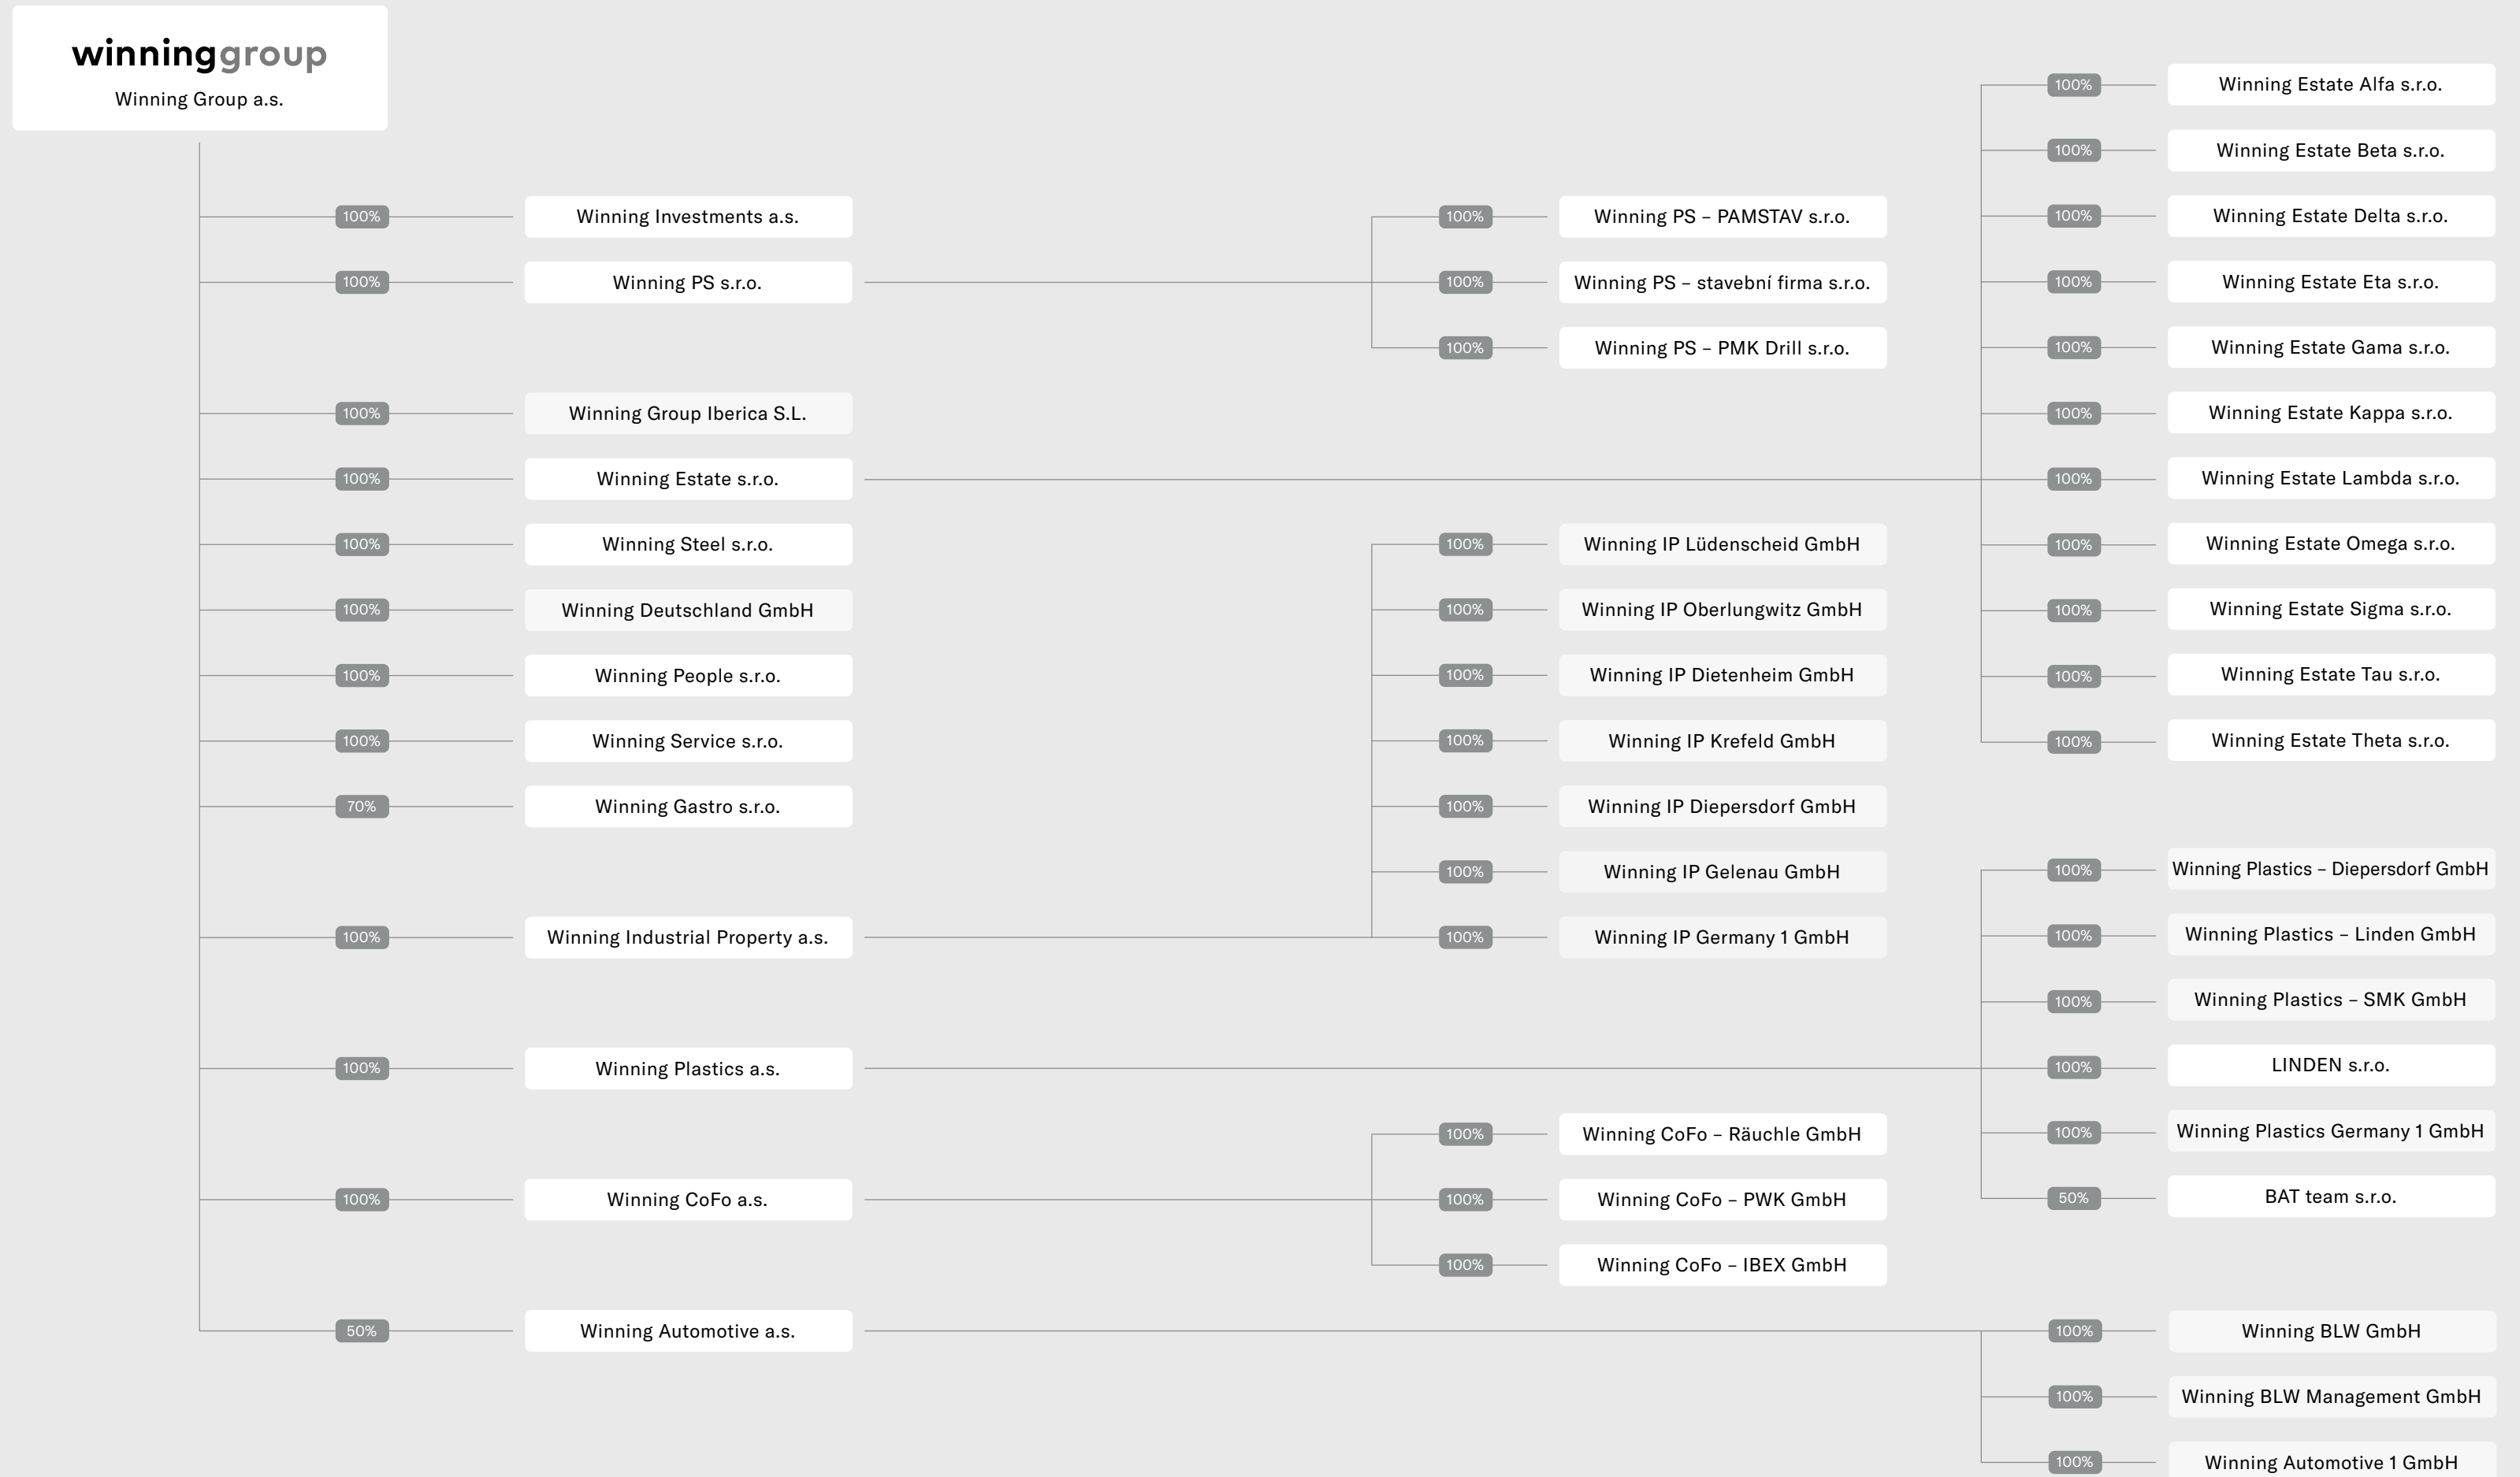 winninggroup
Winning Group a.s.
100% Winning Investments a.s.
100% Winning PS s.r.o.
100% Winning PS – PAMSTAV s.r.o.
100% Winning PS – stavební firma s.r.o.
100% Winning PS – PMK Drill s.r.o.
100% Winning Group Iberica S.L.
100% Winning Estate s.r.o.
100% Winning Estate Alfa s.r.o.
100% Winning Estate Beta s.r.o.
100% Winning Estate Delta s.r.o.
100% Winning Estate Eta s.r.o.
100% Winning Estate Gama s.r.o.
100% Winning Estate Kappa s.r.o.
100% Winning Estate Lambda s.r.o.
100% Winning Estate Omega s.r.o.
100% Winning Estate Sigma s.r.o.
100% Winning Estate Tau s.r.o.
100% Winning Estate Theta s.r.o.
100% Winning Steel s.r.o.
100% Winning Deutschland GmbH
100% Winning People s.r.o.
100% Winning Service s.r.o.
70% Winning Gastro s.r.o.
100% Winning Industrial Property a.s.
100% Winning IP Lüdenscheid GmbH
100% Winning IP Oberlungwitz GmbH
100% Winning IP Dietenheim GmbH
100% Winning IP Krefeld GmbH
100% Winning IP Diepersdorf GmbH
100% Winning IP Gelenau GmbH
100% Winning IP Germany 1 GmbH
100% Winning Plastics a.s.
100% Winning Plastics – Diepersdorf GmbH
100% Winning Plastics – Linden GmbH
100% Winning Plastics – SMK GmbH
100% LINDEN s.r.o.
100% Winning Plastics Germany 1 GmbH
50% BAT team s.r.o.
100% Winning CoFo a.s.
100% Winning CoFo – Räuchle GmbH
100% Winning CoFo – PWK GmbH
100% Winning CoFo – IBEX GmbH
50% Winning Automotive a.s.
100% Winning BLW GmbH
100% Winning BLW Management GmbH
100% Winning Automotive 1 GmbH